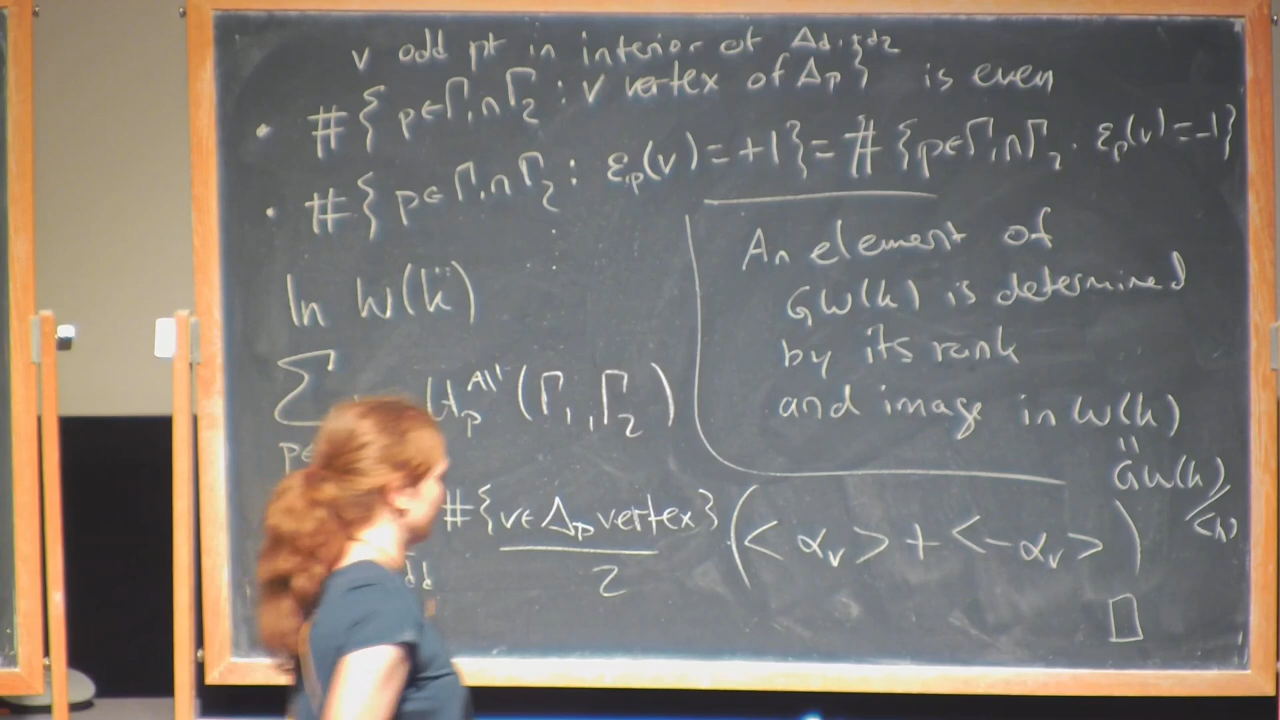 v odd pt in interior of Δd₁+d₂
• #{p∈Γ₁∩Γ₂ : v vertex of Δp} is even
• #{p∈Γ₁∩Γ₂ : εp(v)=+1} = #{p∈Γ₁∩Γ₂ . εp(v)=-1}
An element of
GW(k) is determined
by its rank
and image in W(k)
"
GW(k)/<h>
In W(k)
∑ p∈ (Γ₁,Γ₂)
#{v∈Δp vertex}/2 (<αv> + <-αv>)
□